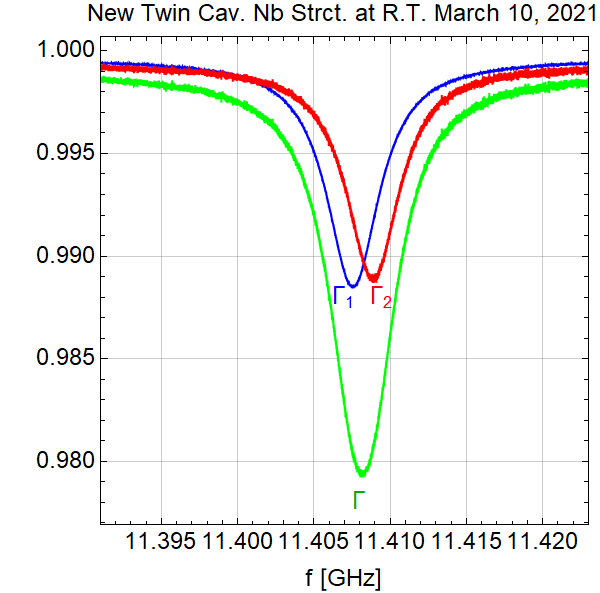 New Twin Cav. Nb Strct. at R.T. March 10, 2021
1.000
0.995
0.990
Γ1 Γ2
0.985
0.980
Γ
11.395 11.400 11.405 11.410 11.415 11.420
f [GHz]